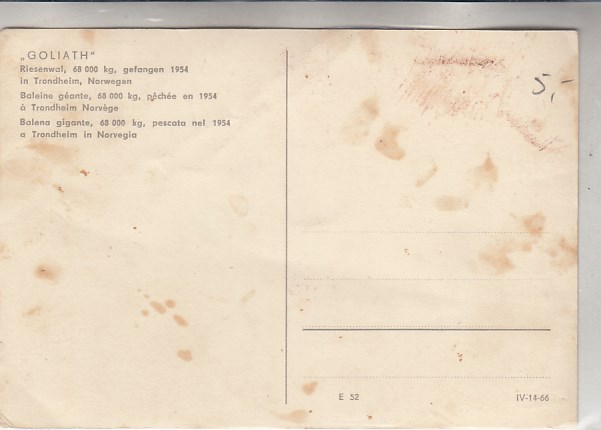 „GOLIATH"
Riesenwal, 68 000 kg, gefangen 1954
in Trondheim, Norwegen
Baleine géante, 68 000 kg, pêchée en 1954
à Trondheim Norvège
Balena gigante, 68 000 kg, pescata nel 1954
a Trondheim in Norvegia
5,-
E 52
IV-14-66